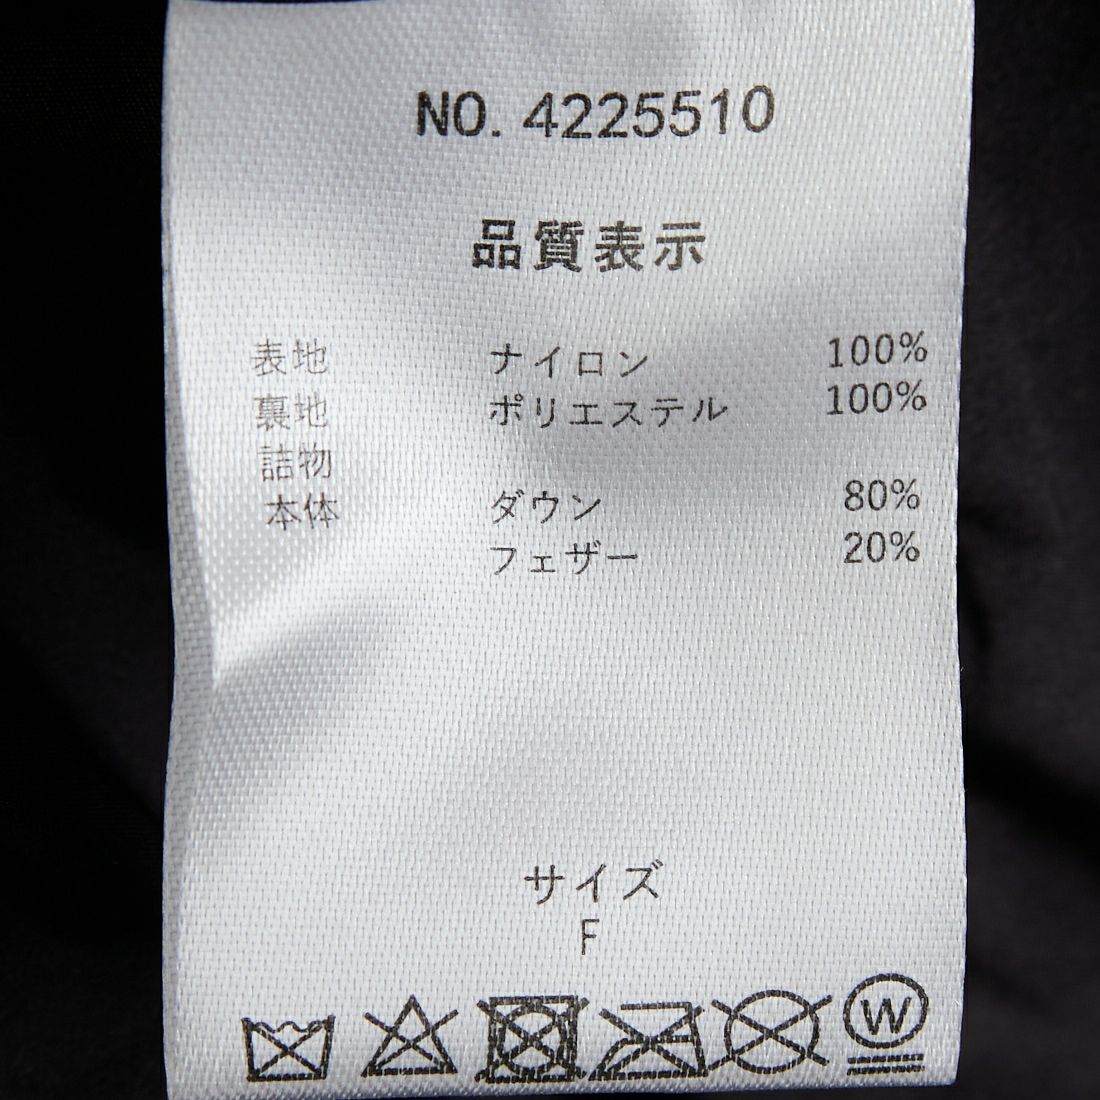 NO. 4225510
品質表示
表地 ナイロン 100%
裏地 ポリエステル 100%
詰物
本体 ダウン 80%
フェザー 20%
サイズ
F
W